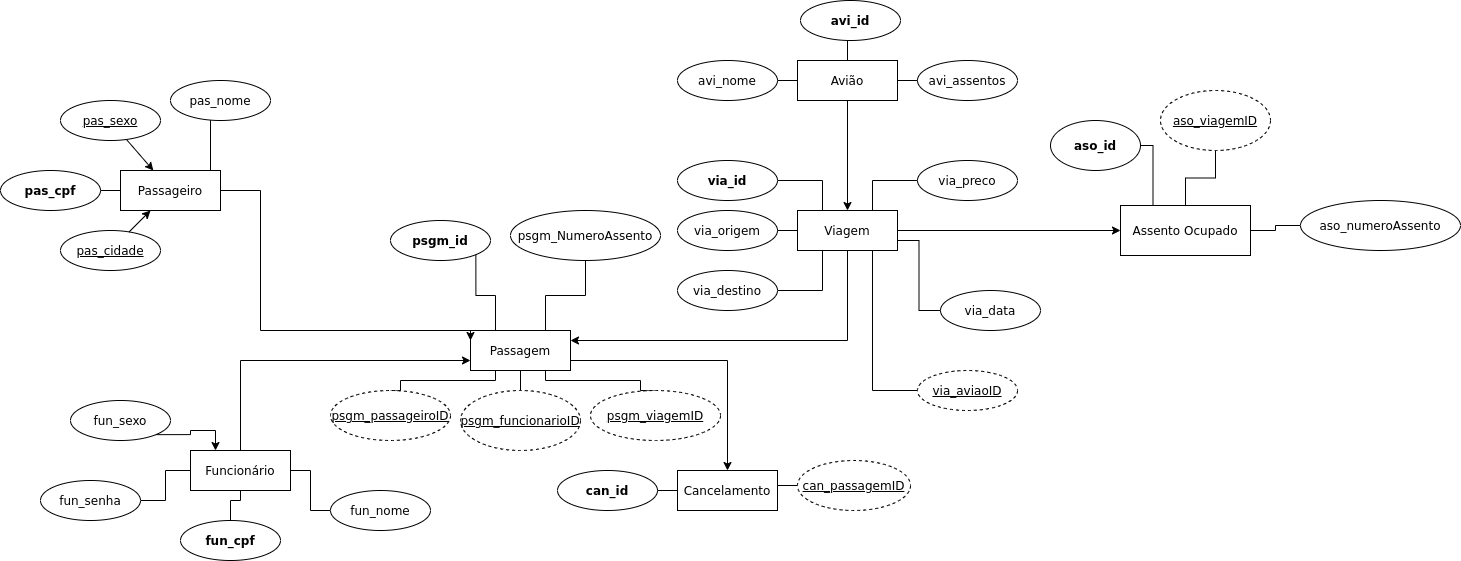 avi_id
avi_nome
Avião
avi_assentos
pas_nome
pas_sexo
pas_cpf
Passageiro
pas_cidade
aso_id
aso_viagemID
via_id
via_preco
via_origem
Viagem
Assento Ocupado
aso_numeroAssento
psgm_id
psgm_NumeroAssento
via_destino
via_data
Passagem
via_aviaoID
psgm_passageiroID
psgm_funcionarioID
psgm_viagemID
fun_sexo
Funcionário
fun_senha
fun_nome
fun_cpf
can_id
Cancelamento
can_passagemID